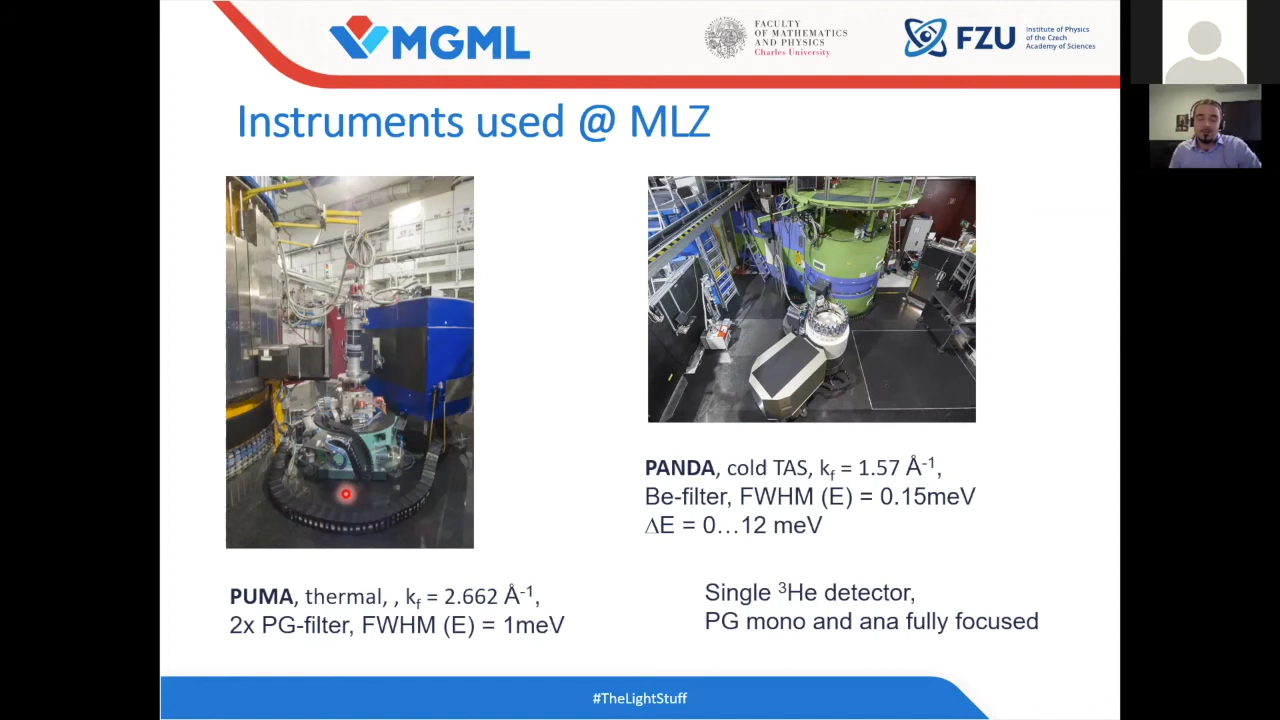 MGML
FACULTY
OF MATHEMATICS
AND PHYSICS
Charles University
FZU
Institute of Physics
of the Czech
Academy of Sciences
Instruments used @ MLZ
PANDA, cold TAS, kf = 1.57 Å-1,
Be-filter, FWHM (E) = 0.15meV
ΔE = 0…12 meV
PUMA, thermal, , kf = 2.662 Å-1,
2x PG-filter, FWHM (E) = 1meV
Single 3He detector,
PG mono and ana fully focused
#TheLightStuff